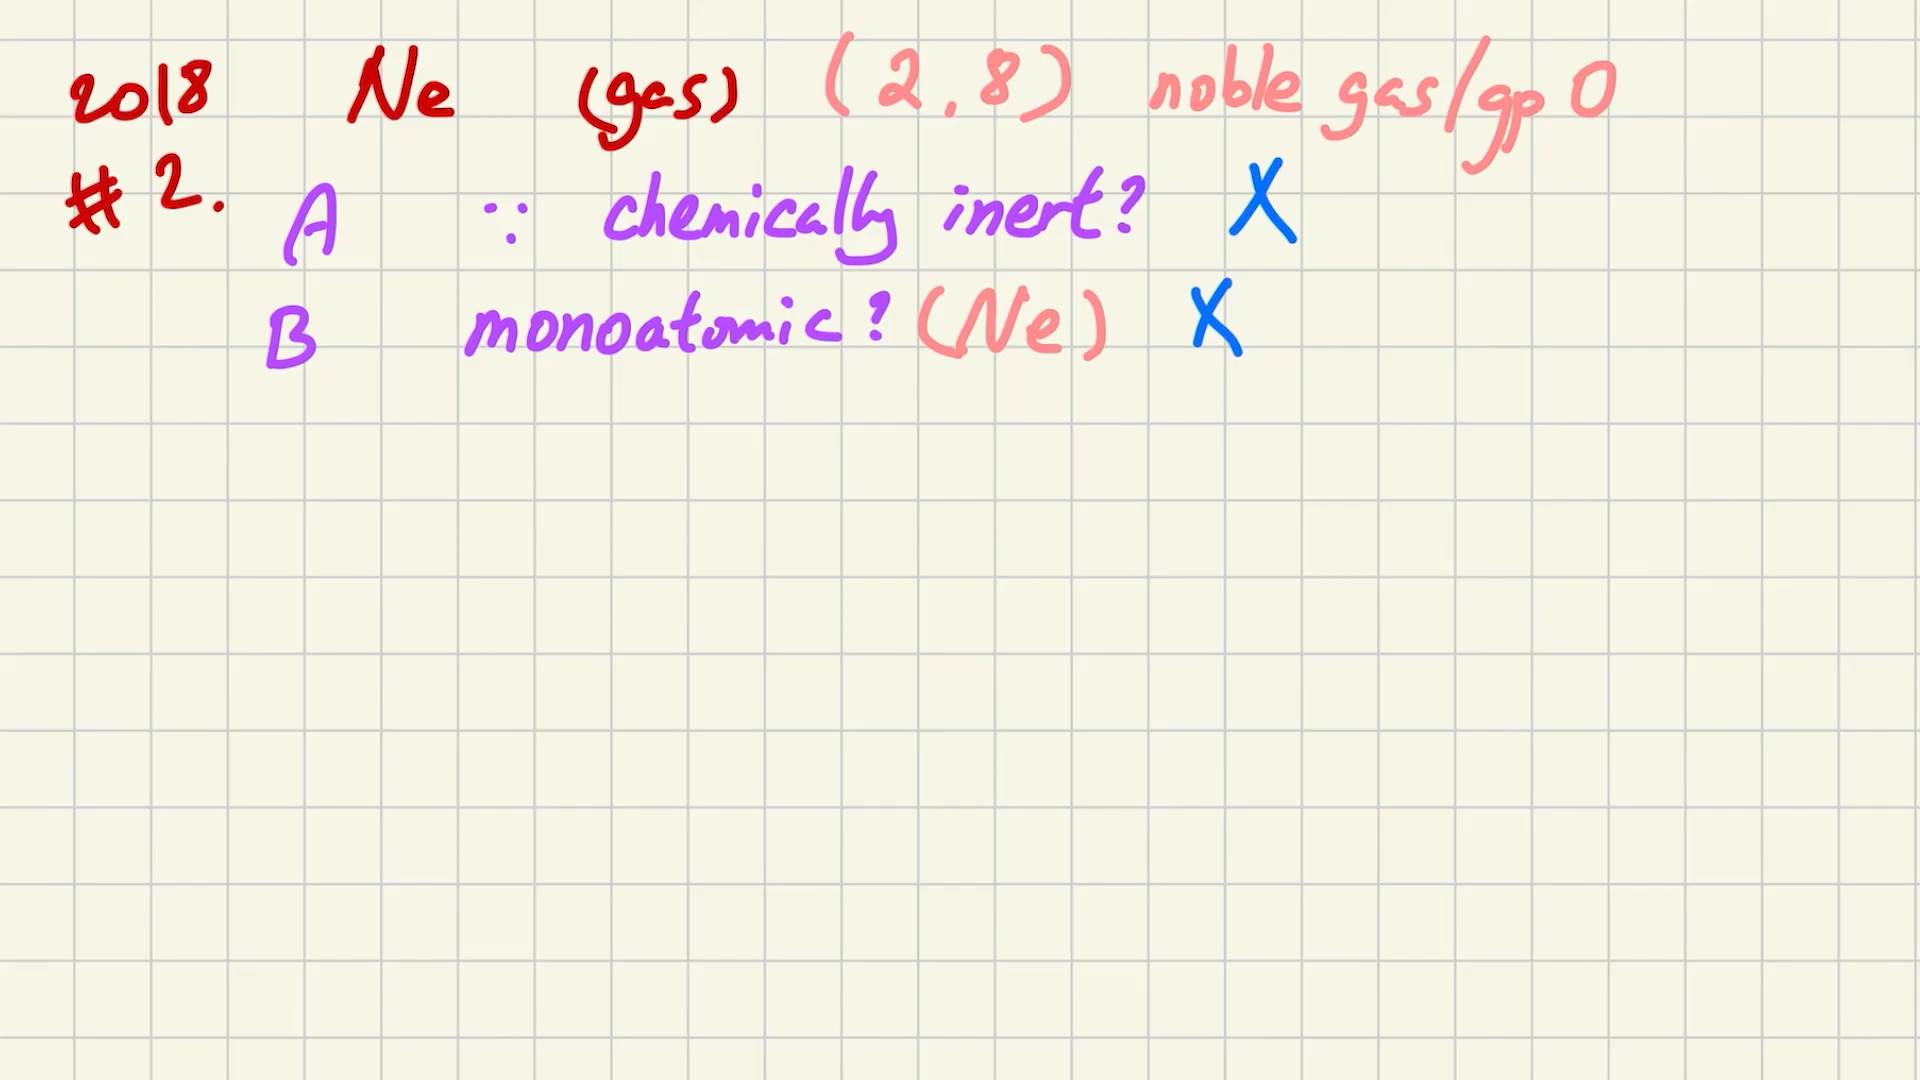 2018 Ne (gas) (2,8) noble gas/gp 0
#2. A ∵ chemically inert? X
B monoatomic? (Ne) X